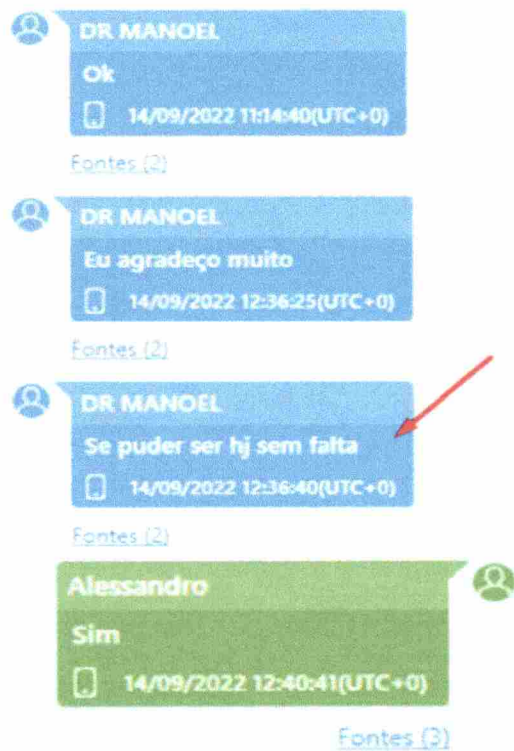 DR MANOEL
Ok
14/09/2022 11:14:40(UTC+0)
Fontes (2)
DR MANOEL
Eu agradeço muito
14/09/2022 12:36:25(UTC+0)
Fontes (2)
DR MANOEL
Se puder ser hj sem falta
14/09/2022 12:36:40(UTC+0)
Fontes (2)
Alessandro
Sim
14/09/2022 12:40:41(UTC+0)
Fontes (3)